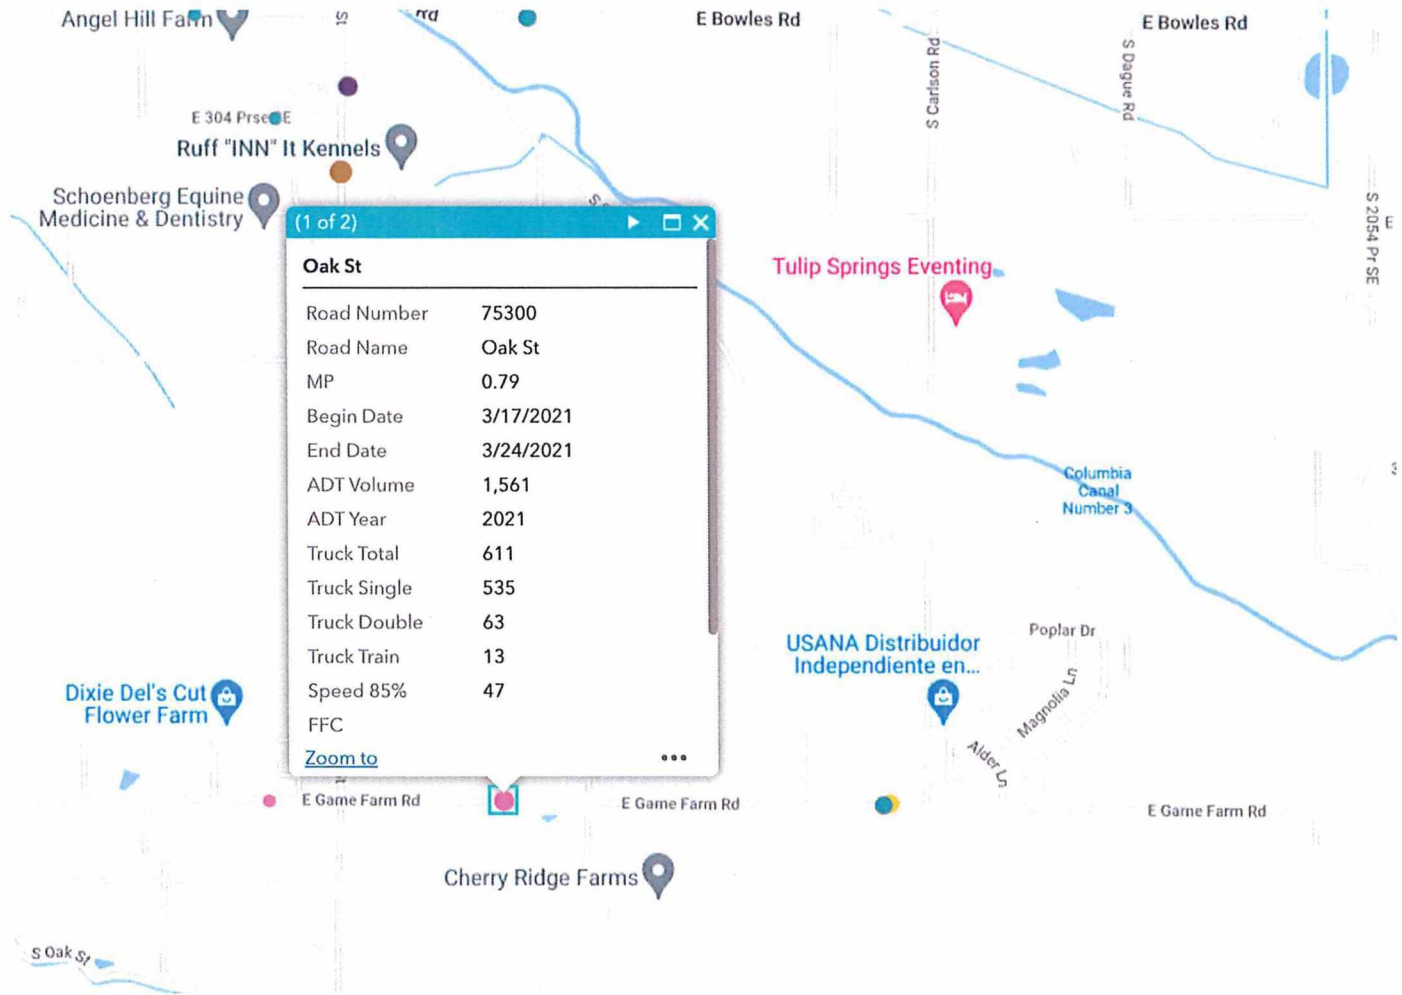 Angel Hill Farm
Rd
E Bowles Rd
E Bowles Rd
S Carlson Rd
S Dague Rd
E 304 Prse E
Ruff "INN" It Kennels
Schoenberg Equine
Medicine & Dentistry
S 2054 Pr SE
E
(1 of 2)
Oak St
Road Number 75300
Road Name Oak St
MP 0.79
Begin Date 3/17/2021
End Date 3/24/2021
ADT Volume 1,561
ADT Year 2021
Truck Total 611
Truck Single 535
Truck Double 63
Truck Train 13
Speed 85% 47
FFC
Zoom to
Tulip Springs Eventing
Columbia
Canal
Number 3
Poplar Dr
USANA Distribuidor
Independiente en...
Magnolia Ln
Alder Ln
Dixie Del's Cut
Flower Farm
E Game Farm Rd
E Game Farm Rd
E Game Farm Rd
Cherry Ridge Farms
S Oak St